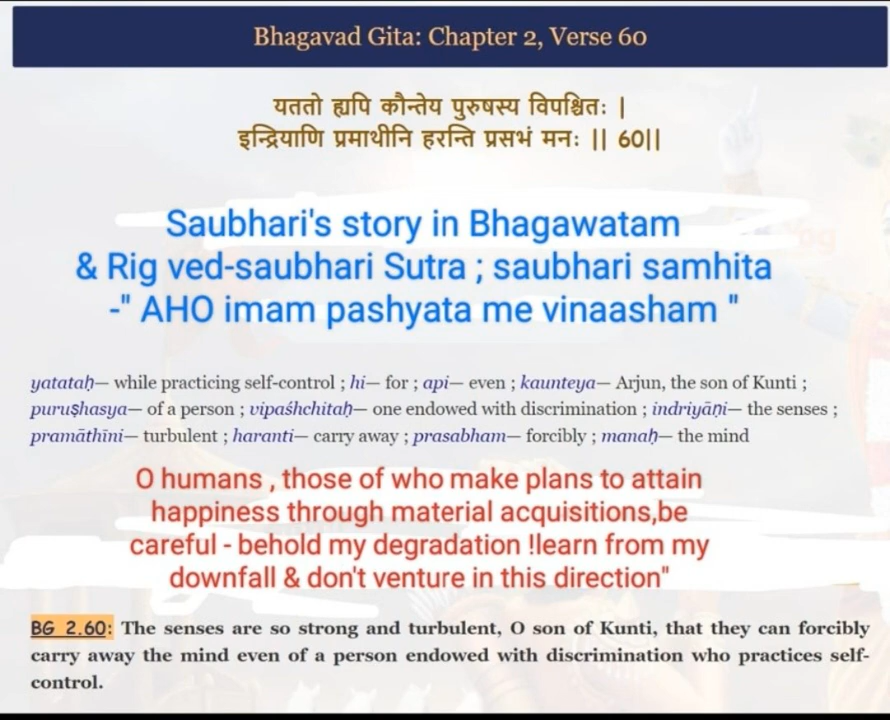 Bhagavad Gita: Chapter 2, Verse 60
यततो ह्यपि कौन्तेय पुरुषस्य विपश्चितः |
इन्द्रियाणि प्रमाथीनि हरन्ति प्रसभं मनः || 60||
Saubhari's story in Bhagawatam
& Rig ved-saubhari Sutra ; saubhari samhita
-" AHO imam pashyata me vinaasham "
yatataḥ— while practicing self-control ; hi— for ; api— even ; kaunteya— Arjun, the son of Kunti ;
puruṣhasya— of a person ; vipaśhchitaḥ— one endowed with discrimination ; indriyāṇi— the senses ;
pramāthīni— turbulent ; haranti— carry away ; prasabham— forcibly ; manaḥ— the mind
O humans , those of who make plans to attain
happiness through material acquisitions,be
careful - behold my degradation !learn from my
downfall & don't venture in this direction"
BG 2.60: The senses are so strong and turbulent, O son of Kunti, that they can forcibly
carry away the mind even of a person endowed with discrimination who practices self-
control.